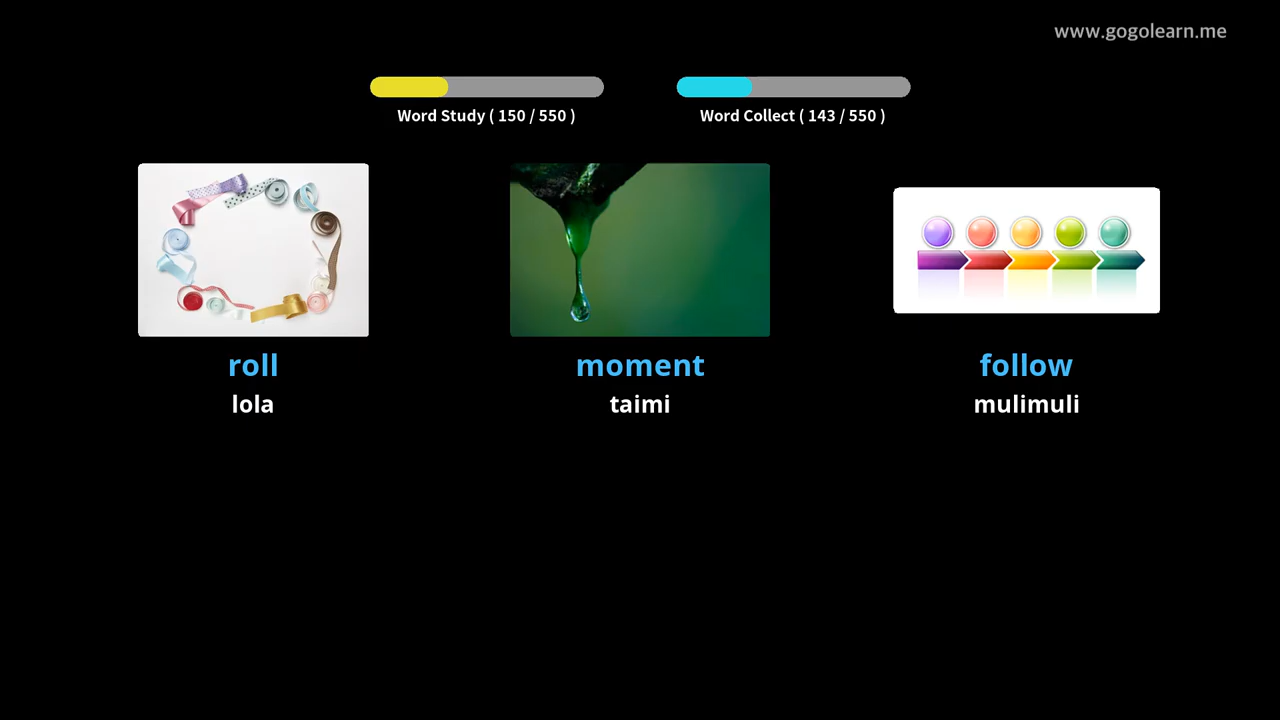 www.gogolearn.me
Word Study ( 150 / 550 )
Word Collect ( 143 / 550 )
roll
lola
moment
taimi
follow
mulimuli